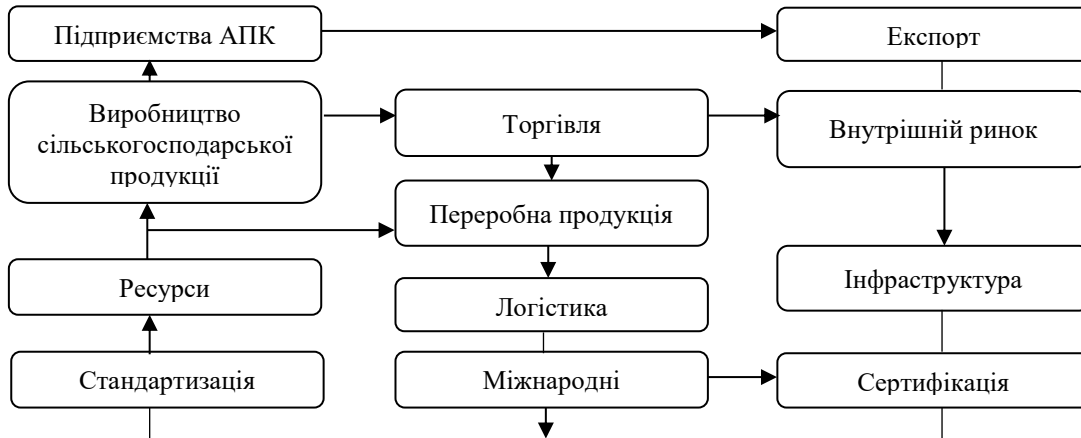 Підприємства АПК
Експорт
Виробництво
сільськогосподарської
продукції
Торгівля
Внутрішній ринок
Переробна продукція
Ресурси
Логістика
Інфраструктура
Стандартизація
Міжнародні
Сертифікація